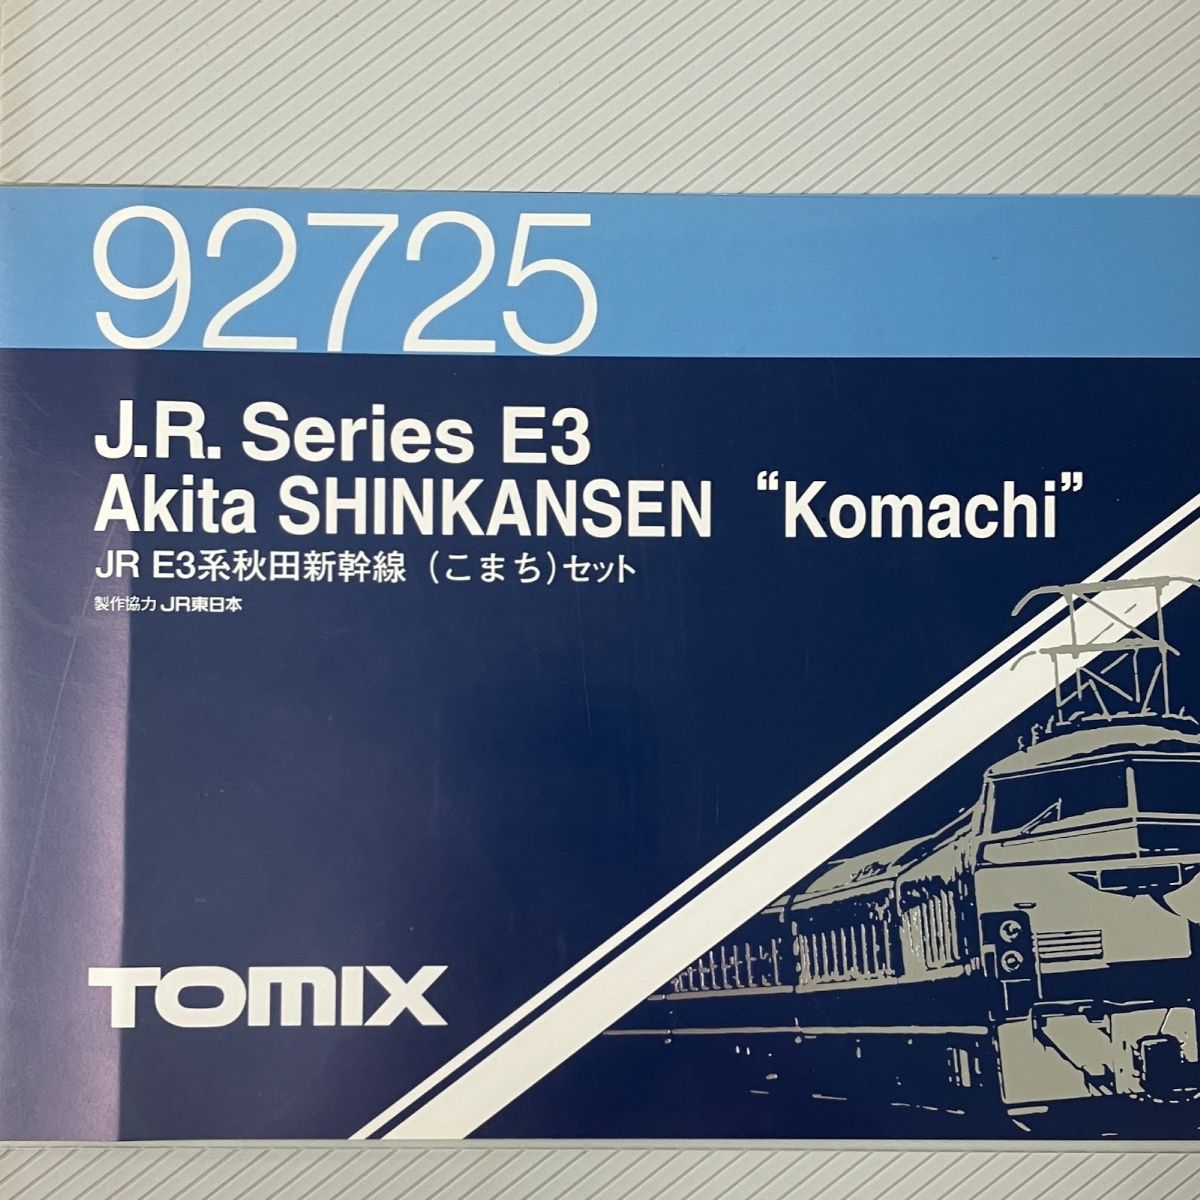 92725
J.R. Series E3
Akita SHINKANSEN “Komachi”
JR E3系秋田新幹線（こまち）セット
製作協力 JR東日本
TOMIX